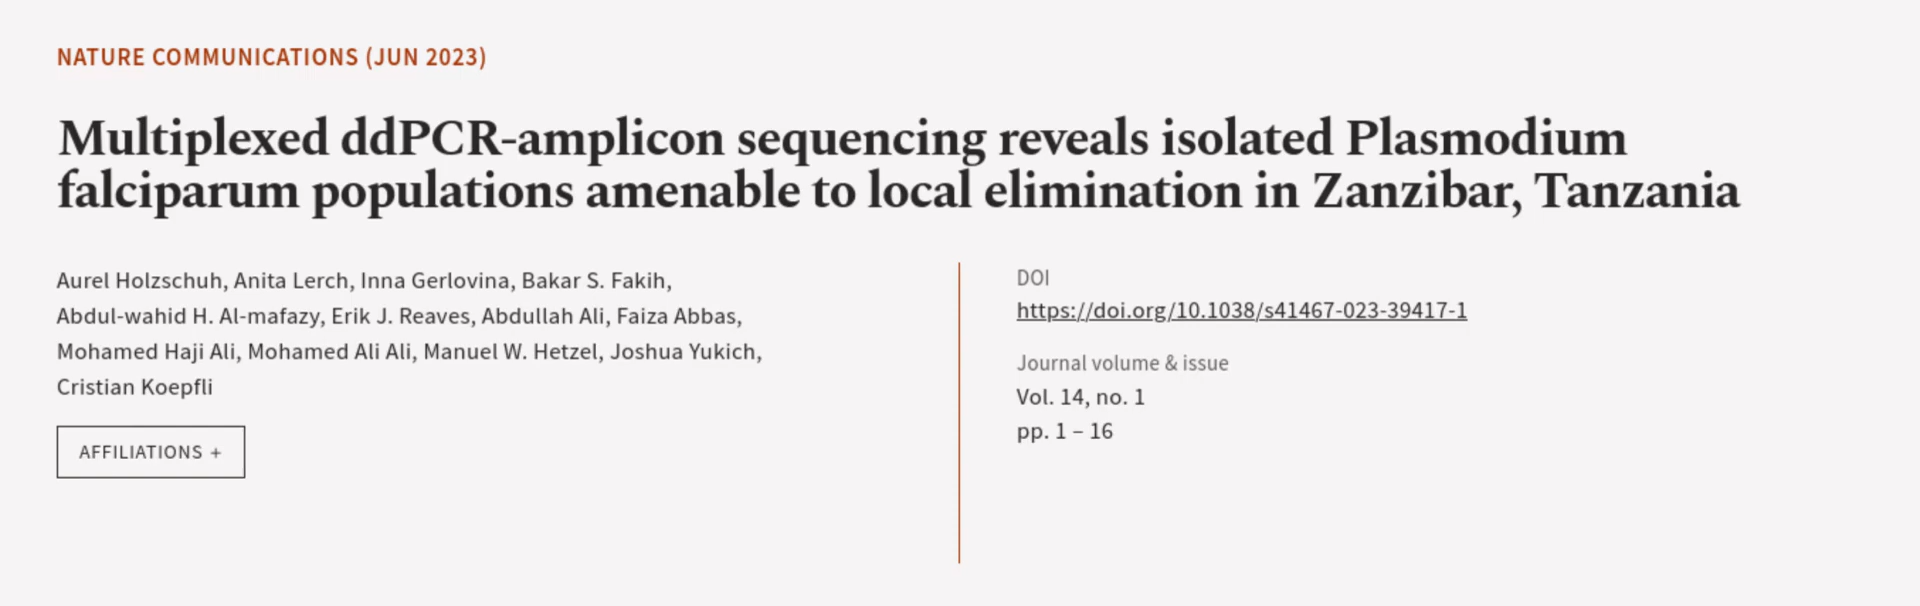 NATURE COMMUNICATIONS (JUN 2023)
Multiplexed ddPCR-amplicon sequencing reveals isolated Plasmodium
falciparum populations amenable to local elimination in Zanzibar, Tanzania
Aurel Holzschuh, Anita Lerch, Inna Gerlovina, Bakar S. Fakih,
Abdul-wahid H. Al-mafazy, Erik J. Reaves, Abdullah Ali, Faiza Abbas,
Mohamed Haji Ali, Mohamed Ali Ali, Manuel W. Hetzel, Joshua Yukich,
Cristian Koepfli
AFFILIATIONS +
DOI
https://doi.org/10.1038/s41467-023-39417-1
Journal volume & issue
Vol. 14, no. 1
pp. 1 – 16